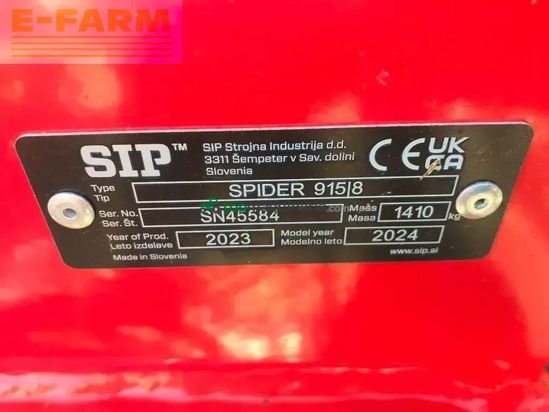 E-FARM
SIP™
SIP Strojna Industrija d.d.
3311 Šempeter v Sav. dolini
Slovenia
CE UK CA
Type
Tip
SPIDER 915|8
Ser. No.
Ser. Št.
SN45584
Mass
Masa
1410
kg
Year of Prod.
Leto izdelave
2023
Model year
Modelno leto
2024
Made in Slovenia
www.sip.si